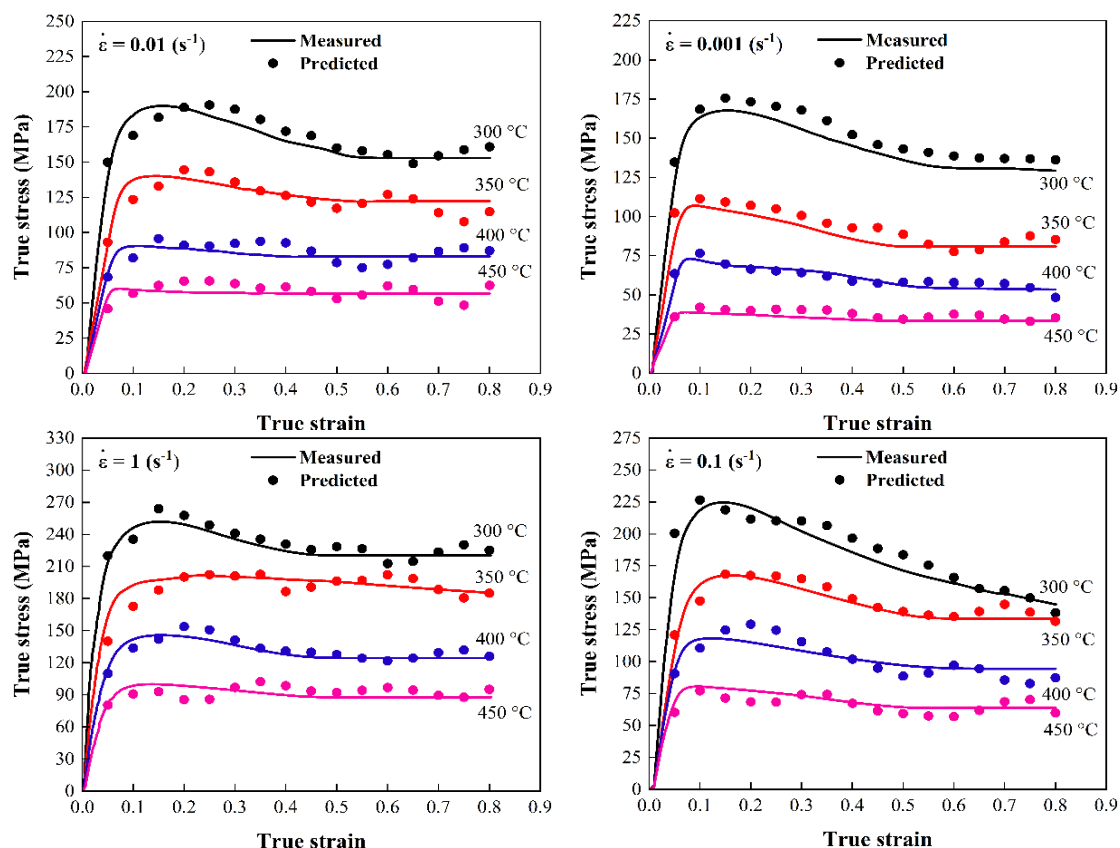 ε̇ = 0.01 (s⁻¹)
Measured
Predicted
True stress (MPa)
250
225
200
175
150
125
100
75
50
25
0
300 °C
350 °C
400 °C
450 °C
0.0 0.1 0.2 0.3 0.4 0.5 0.6 0.7 0.8 0.9
True strain
ε̇ = 0.001 (s⁻¹)
Measured
Predicted
True stress (MPa)
225
200
175
150
125
100
75
50
25
0
300 °C
350 °C
400 °C
450 °C
0.0 0.1 0.2 0.3 0.4 0.5 0.6 0.7 0.8 0.9
True strain
ε̇ = 1 (s⁻¹)
Measured
Predicted
True stress (MPa)
330
300
270
240
210
180
150
120
90
60
30
0
300 °C
350 °C
400 °C
450 °C
0.0 0.1 0.2 0.3 0.4 0.5 0.6 0.7 0.8 0.9
True strain
ε̇ = 0.1 (s⁻¹)
Measured
Predicted
True stress (MPa)
275
250
225
200
175
150
125
100
75
50
25
0
300 °C
350 °C
400 °C
450 °C
0.0 0.1 0.2 0.3 0.4 0.5 0.6 0.7 0.8 0.9
True strain